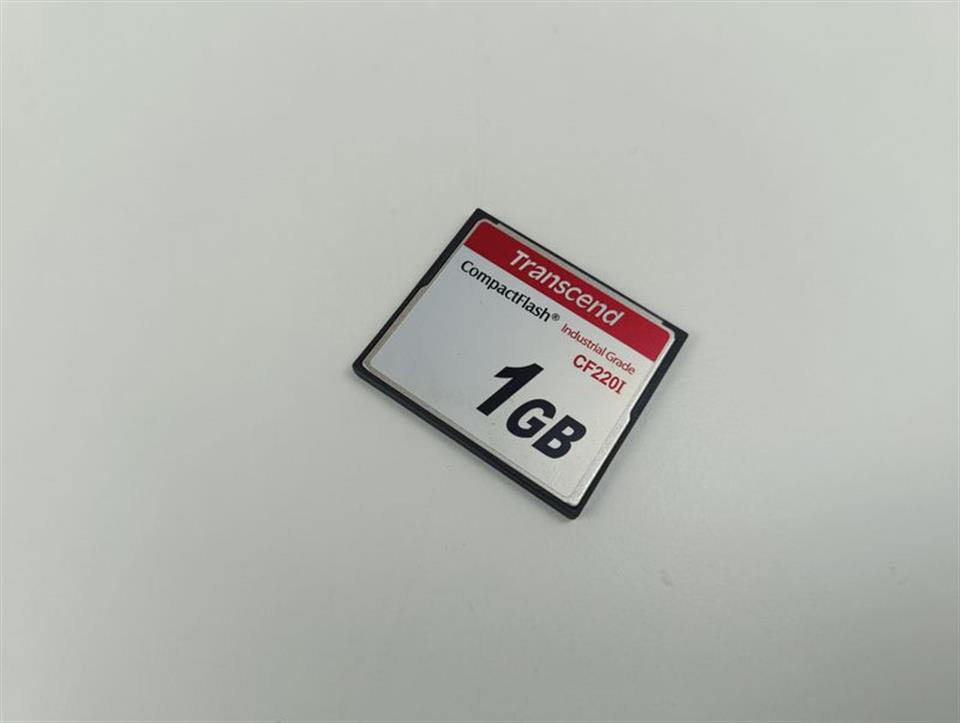 Transcend
CompactFlash®
Industrial Grade
CF220I
1GB